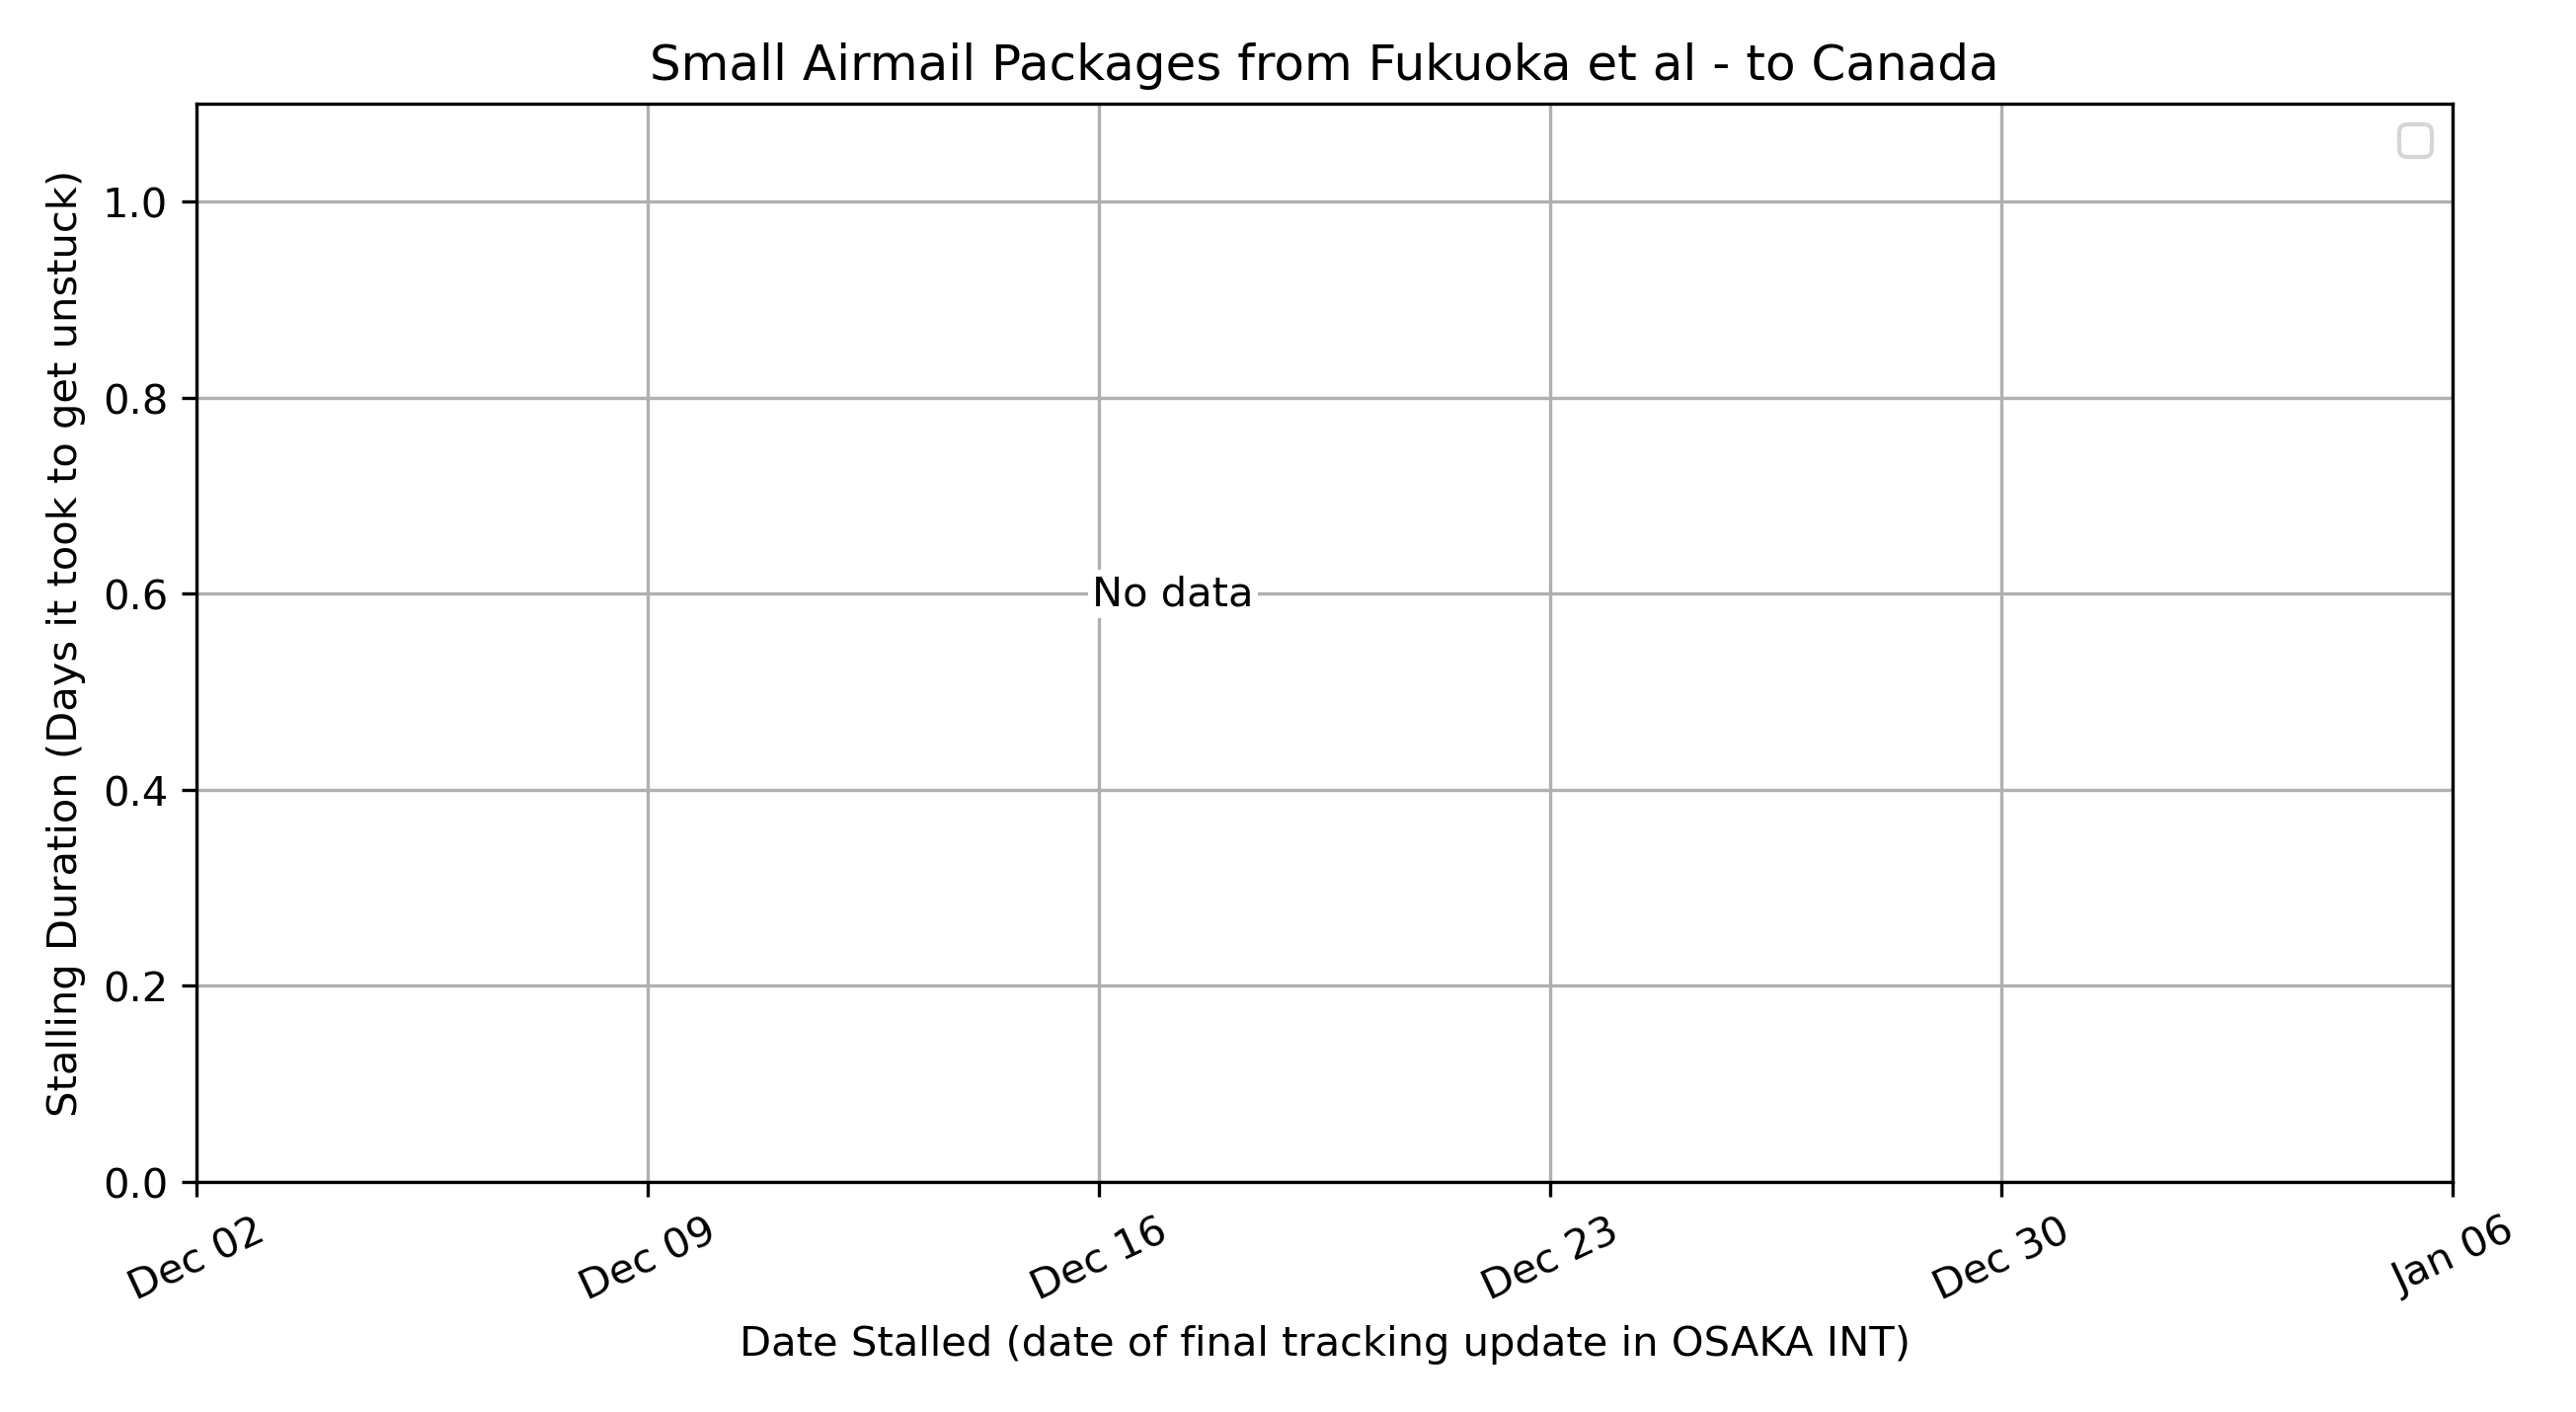 Small Airmail Packages from Fukuoka et al - to Canada
Stalling Duration (Days it took to get unstuck)
1.0
0.8
0.6
0.4
0.2
0.0
No data
Dec 02
Dec 09
Dec 16
Dec 23
Dec 30
Jan 06
Date Stalled (date of final tracking update in OSAKA INT)